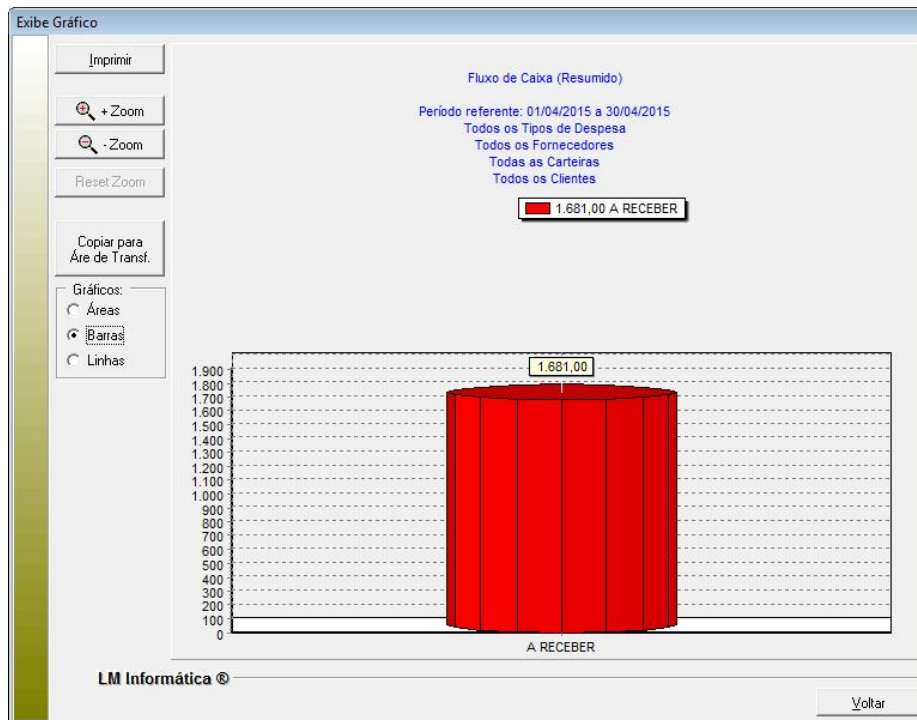 Exibe Gráfico
Imprimir
+ Zoom
- Zoom
Reset Zoom
Copiar para
Áre de Transf.
Gráficos:
Áreas
Barras
Linhas
Fluxo de Caixa (Resumido)
Período referente: 01/04/2015 a 30/04/2015
Todos os Tipos de Despesa
Todos os Fornecedores
Todas as Carteiras
Todos os Clientes
1.681,00 A RECEBER
1.681,00
1.900
1.800
1.700
1.600
1.500
1.400
1.300
1.200
1.100
1.000
900
800
700
600
500
400
300
200
100
0
A RECEBER
LM Informática ®
Voltar